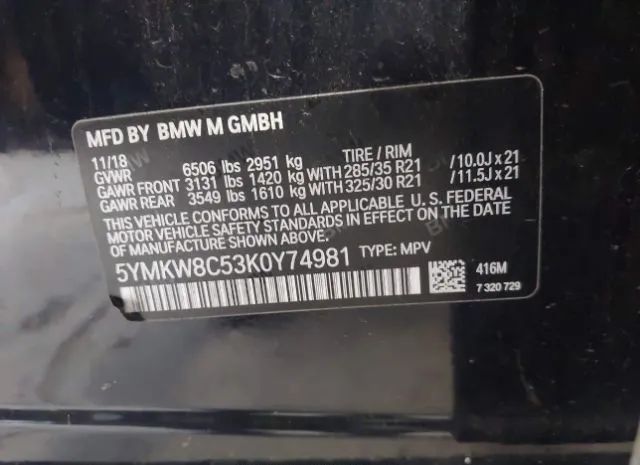 MFD BY BMW M GMBH
11/18 TIRE / RIM
GVWR 6506 lbs 2951 kg
GAWR FRONT 3131 lbs 1420 kg WITH 285/35 R21 /10.0J x 21
GAWR REAR 3549 lbs 1610 kg WITH 325/30 R21 /11.5J x 21
THIS VEHICLE CONFORMS TO ALL APPLICABLE U. S. FEDERAL
MOTOR VEHICLE SAFETY STANDARDS IN EFFECT ON THE DATE
OF MANUFACTURE SHOWN ABOVE.
5YMKW8C53K0Y74981 TYPE: MPV
416M
7 320 729